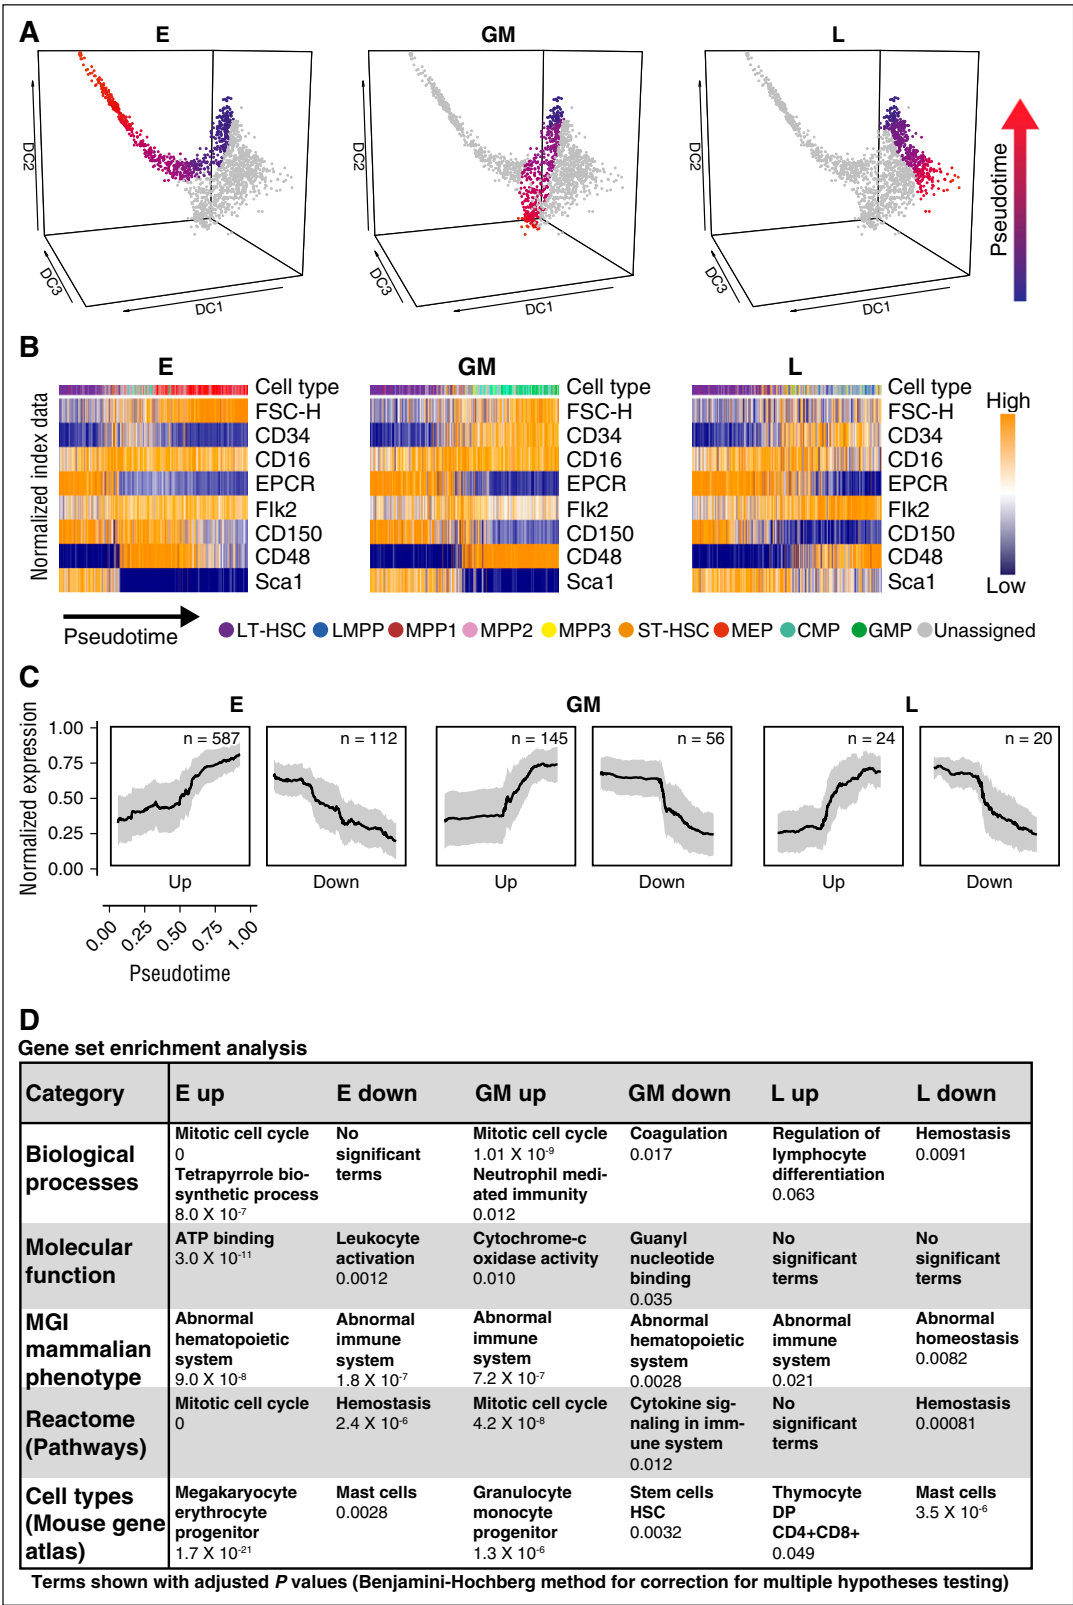 A
E
GM
L
DC2
DC3
DC1
DC2
DC3
DC1
DC2
DC3
DC1
Pseudotime
B
E
GM
L
Normalized index data
Cell type
FSC-H
CD34
CD16
EPCR
Flk2
CD150
CD48
Sca1
Cell type
FSC-H
CD34
CD16
EPCR
Flk2
CD150
CD48
Sca1
Cell type
FSC-H
CD34
CD16
EPCR
Flk2
CD150
CD48
Sca1
High
Low
Pseudotime
LT-HSC LMPP MPP1 MPP2 MPP3 ST-HSC MEP CMP GMP Unassigned
C
E
GM
L
Normalized expression
1.00
0.75
0.50
0.25
0.00
n = 587
n = 112
n = 145
n = 56
n = 24
n = 20
Up
Down
Up
Down
Up
Down
0.00 0.25 0.50 0.75 1.00
Pseudotime
D
Gene set enrichment analysis
Category E up E down GM up GM down L up L down
Biological
processes
Mitotic cell cycle
0
Tetrapyrrole bio-
synthetic process
8.0 X 10-7
No
significant
terms
Mitotic cell cycle
1.01 X 10-9
Neutrophil medi-
ated immunity
0.012
Coagulation
0.017
Regulation of
lymphocyte
differentiation
0.063
Hemostasis
0.0091
Molecular
function
ATP binding
3.0 X 10-11
Leukocyte
activation
0.0012
Cytochrome-c
oxidase activity
0.010
Guanyl
nucleotide
binding
0.035
No
significant
terms
No
significant
terms
MGI
mammalian
phenotype
Abnormal
hematopoietic
system
9.0 X 10-8
Abnormal
immune
system
1.8 X 10-7
Abnormal
immune
system
7.2 X 10-7
Abnormal
hematopoietic
system
0.0028
Abnormal
immune
system
0.021
Abnormal
homeostasis
0.0082
Reactome
(Pathways)
Mitotic cell cycle
0
Hemostasis
2.4 X 10-6
Mitotic cell cycle
4.2 X 10-8
Cytokine sig-
naling in imm-
une system
0.012
No
significant
terms
Hemostasis
0.00081
Cell types
(Mouse gene
atlas)
Megakaryocyte
erythrocyte
progenitor
1.7 X 10-21
Mast cells
0.0028
Granulocyte
monocyte
progenitor
1.3 X 10-6
Stem cells
HSC
0.0032
Thymocyte
DP
CD4+CD8+
0.049
Mast cells
3.5 X 10-6
Terms shown with adjusted P values (Benjamini-Hochberg method for correction for multiple hypotheses testing)